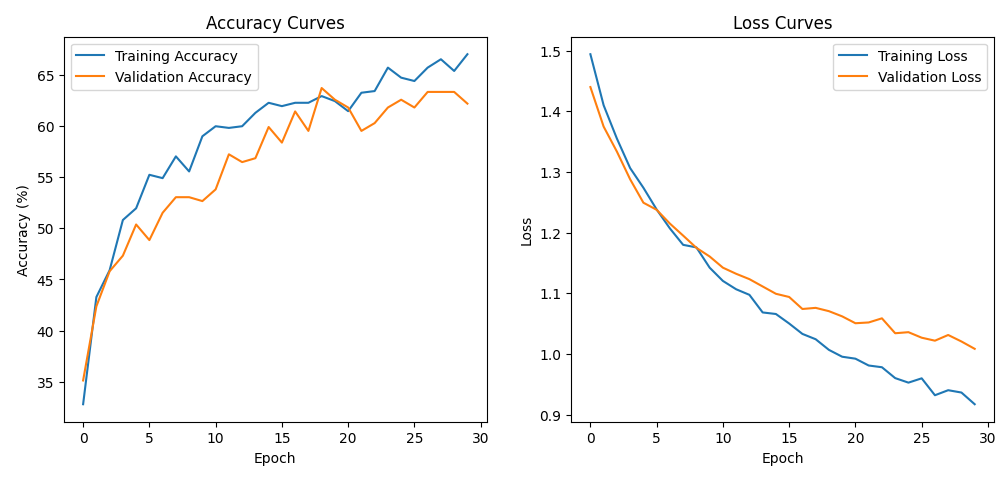 Accuracy Curves
Training Accuracy
Validation Accuracy
Accuracy (%)
65
60
55
50
45
40
35
0 5 10 15 20 25 30
Epoch
Loss Curves
Training Loss
Validation Loss
Loss
1.5
1.4
1.3
1.2
1.1
1.0
0.9
0 5 10 15 20 25 30
Epoch